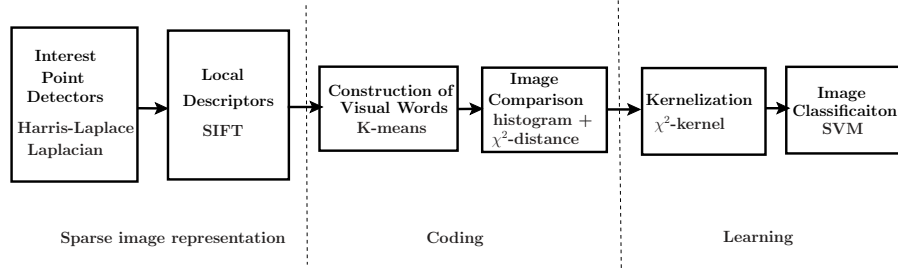 Interest
Point
Detectors
Harris-Laplace
Laplacian
Local
Descriptors
SIFT
Construction of
Visual Words
K-means
Image
Comparison
histogram +
χ²-distance
Kernelization
χ²-kernel
Image
Classificaiton
SVM
Sparse image representation
Coding
Learning